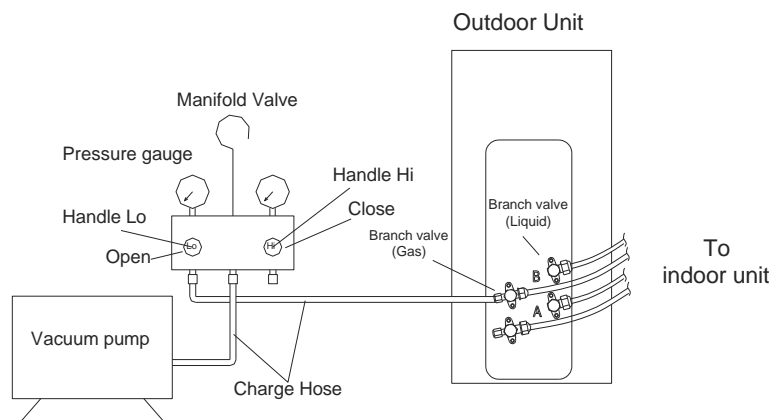 Outdoor Unit
Manifold Valve
Pressure gauge
Handle Hi
Handle Lo
Close
Open
Lo
Hi
Branch valve
(Liquid)
Branch valve
(Gas)
B
A
To
indoor unit
Vacuum pump
Charge Hose